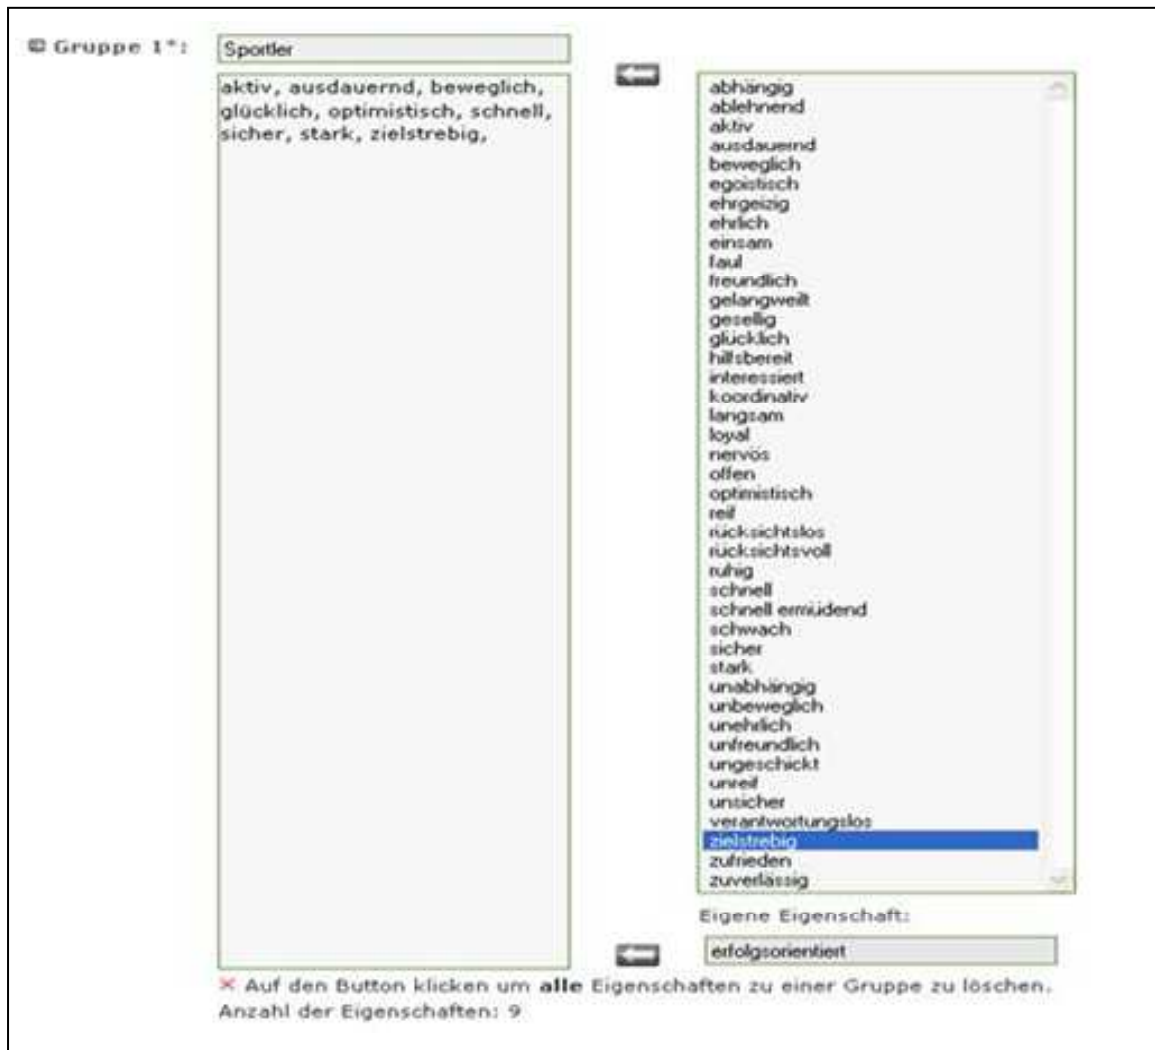 Gruppe 1*:
Sportler
aktiv, ausdauernd, beweglich,
glücklich, optimistisch, schnell,
sicher, stark, zielstrebig,
abhängig
ablehnend
aktiv
ausdauernd
beweglich
egoistisch
ehrgeizig
ehrlich
einsam
faul
freundlich
gelangweilt
gesellig
glücklich
hilfsbereit
interessiert
koordinativ
langsam
loyal
nervös
offen
optimistisch
reif
rücksichtslos
rücksichtsvoll
ruhig
schnell
schnell ermüdend
schwach
sicher
stark
unabhängig
unbeweglich
unehrlich
unfreundlich
ungeschickt
unreif
unsicher
verantwortungslos
zielstrebig
zufrieden
zuverlässig
Eigene Eigenschaft:
erfolgsorientiert
Auf den Button klicken um alle Eigenschaften zu einer Gruppe zu löschen.
Anzahl der Eigenschaften: 9